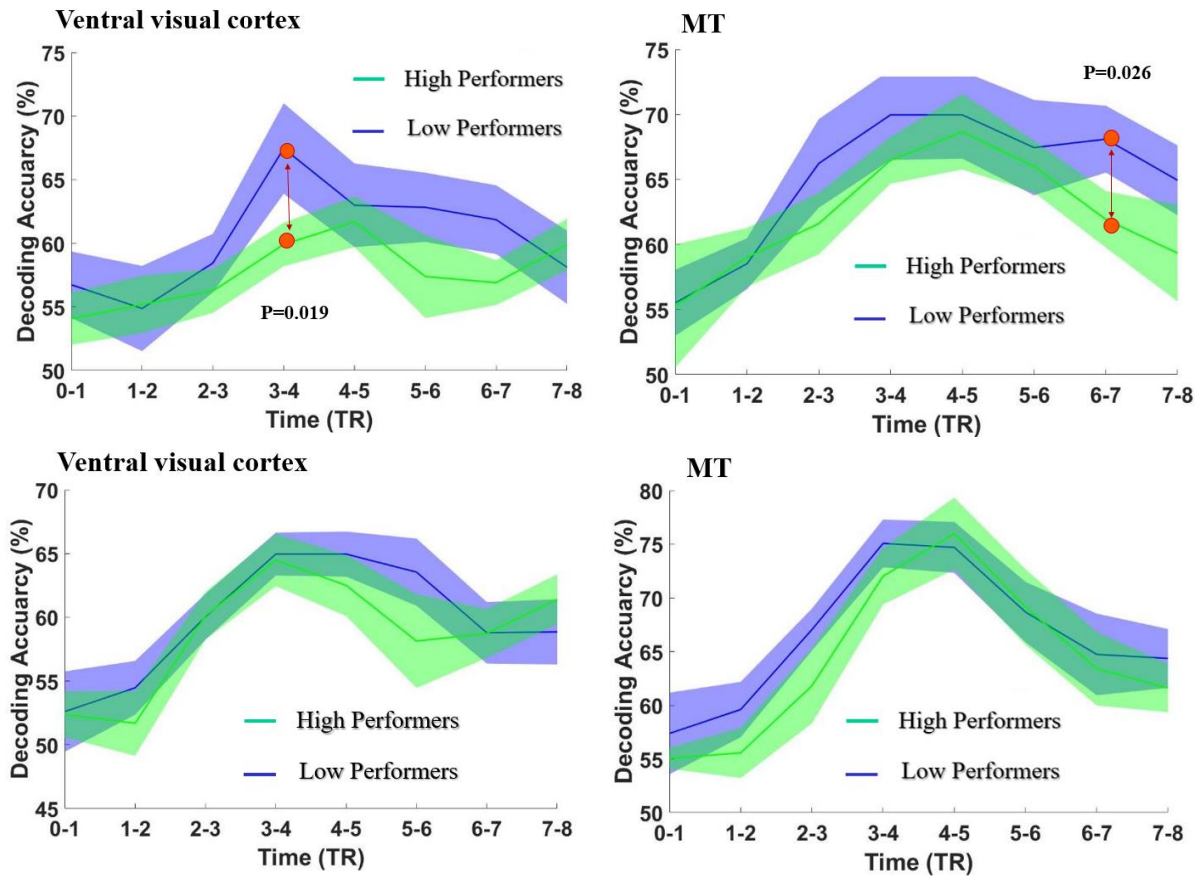 Ventral visual cortex
75
70
65
60
55
50
Decoding Accuarcy (%)
High Performers
Low Performers
P=0.019
0-1 1-2 2-3 3-4 4-5 5-6 6-7 7-8
Time (TR)
MT
75
70
65
60
55
50
Decoding Accuarcy (%)
P=0.026
High Performers
Low Performers
0-1 1-2 2-3 3-4 4-5 5-6 6-7 7-8
Time (TR)
Ventral visual cortex
70
65
60
55
50
45
Decoding Accuarcy (%)
High Performers
Low Performers
0-1 1-2 2-3 3-4 4-5 5-6 6-7 7-8
Time (TR)
MT
80
75
70
65
60
55
50
Decoding Accuarcy (%)
High Performers
Low Performers
0-1 1-2 2-3 3-4 4-5 5-6 6-7 7-8
Time (TR)